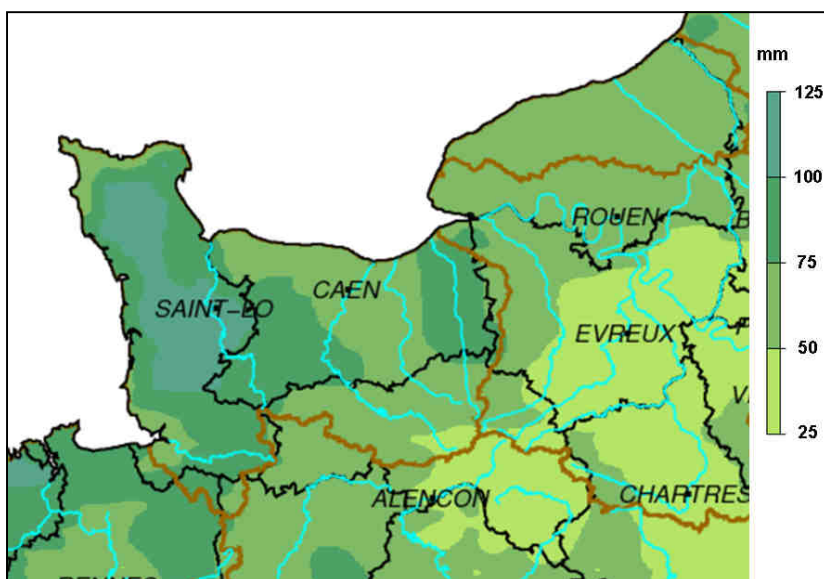 mm
125
100
75
50
25
ROUEN
CAEN
SAINT-LO
EVREUX
ALENCON
CHARTRES